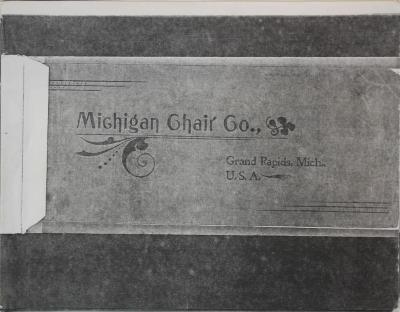 Michigan Chair Co.,
Grand Rapids, Mich.,
U. S. A.